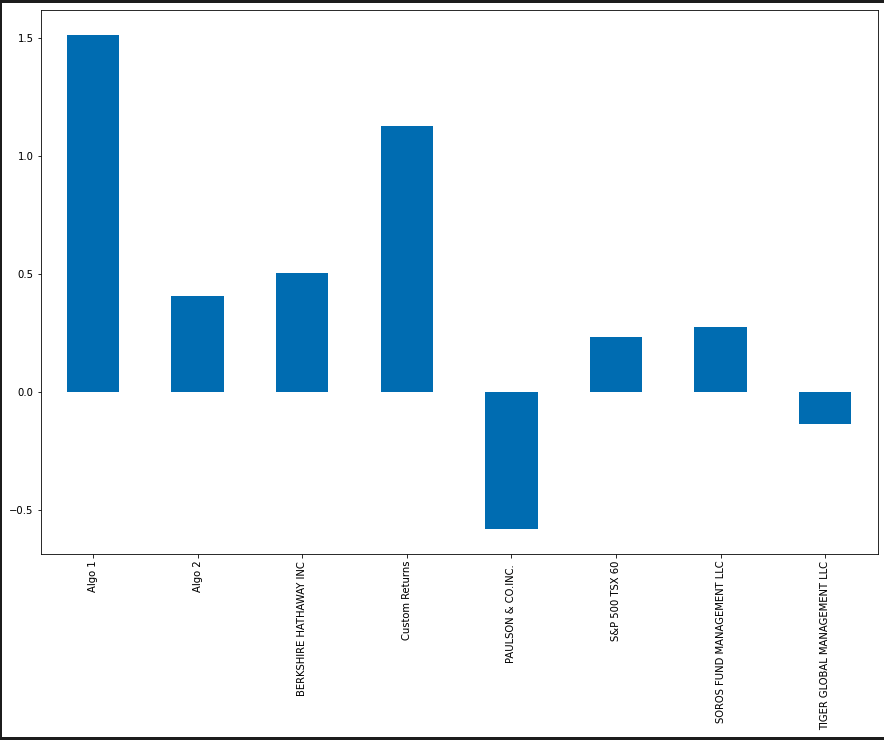 1.5
1.0
0.5
0.0
−0.5
Algo 1
Algo 2
BERKSHIRE HATHAWAY INC
Custom Returns
PAULSON & CO.INC.
S&P 500 TSX 60
SOROS FUND MANAGEMENT LLC
TIGER GLOBAL MANAGEMENT LLC